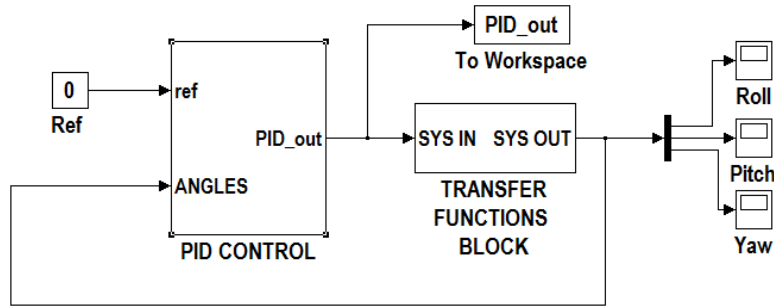 PID_out
To Workspace
0
Ref
ref
PID_out
ANGLES
PID CONTROL
SYS IN SYS OUT
TRANSFER
FUNCTIONS
BLOCK
Roll
Pitch
Yaw